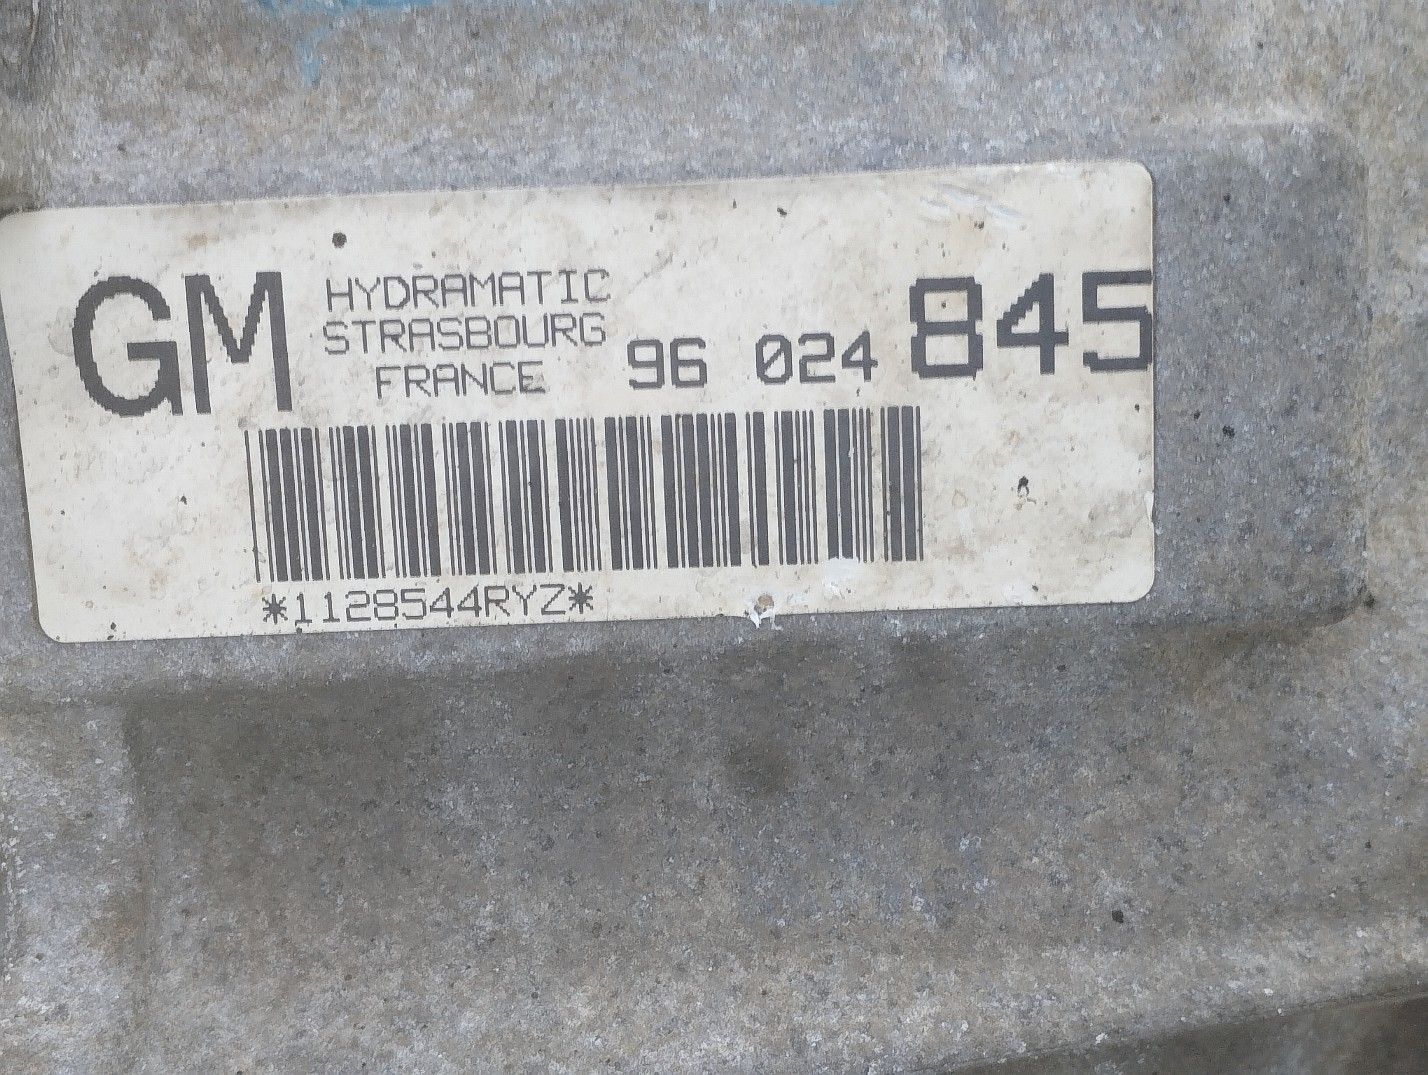 GM HYDRAMATIC
STRASBOURG
FRANCE 96 024 845
*1128544RYZ*